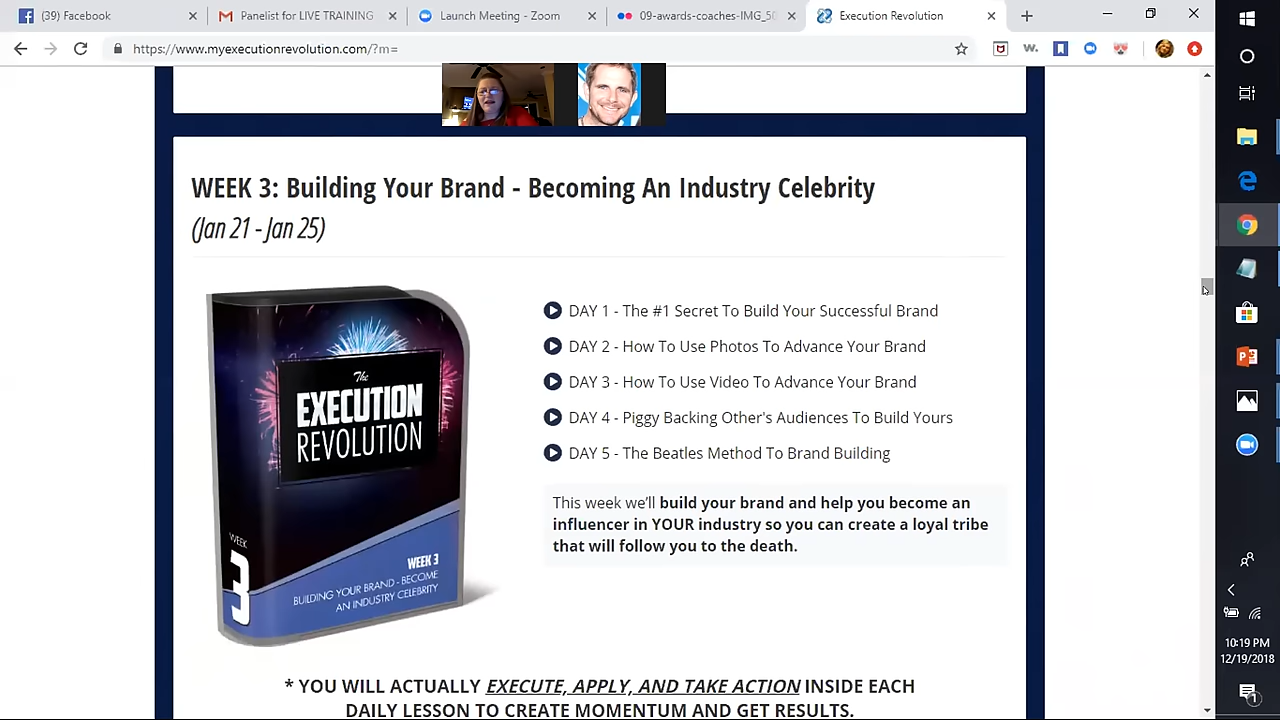 (39) Facebook
Panelist for LIVE TRAINING
Launch Meeting - Zoom
09-awards-coaches-IMG_50
Execution Revolution
https://www.myexecutionrevolution.com/?m=
w.
WEEK 3: Building Your Brand - Becoming An Industry Celebrity
(Jan 21 - Jan 25)
DAY 1 - The #1 Secret To Build Your Successful Brand
DAY 2 - How To Use Photos To Advance Your Brand
DAY 3 - How To Use Video To Advance Your Brand
DAY 4 - Piggy Backing Other's Audiences To Build Yours
DAY 5 - The Beatles Method To Brand Building
This week we'll build your brand and help you become an
influencer in YOUR industry so you can create a loyal tribe
that will follow you to the death.
The
EXECUTION
REVOLUTION
WEEK
3
WEEK 3
BUILDING YOUR BRAND - BECOME
AN INDUSTRY CELEBRITY
* YOU WILL ACTUALLY EXECUTE, APPLY, AND TAKE ACTION INSIDE EACH
DAILY LESSON TO CREATE MOMENTUM AND GET RESULTS.
10:19 PM
12/19/2018
1